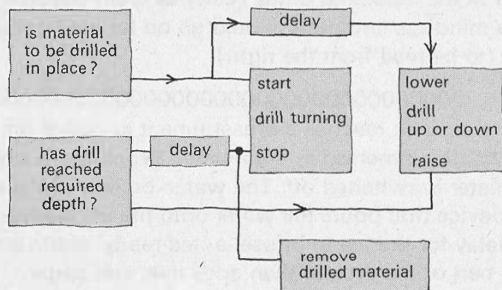 is material
to be drilled
in place?
delay
start
drill turning
stop
lower
drill
up or down
raise
has drill
reached
required
depth?
delay
remove
drilled material